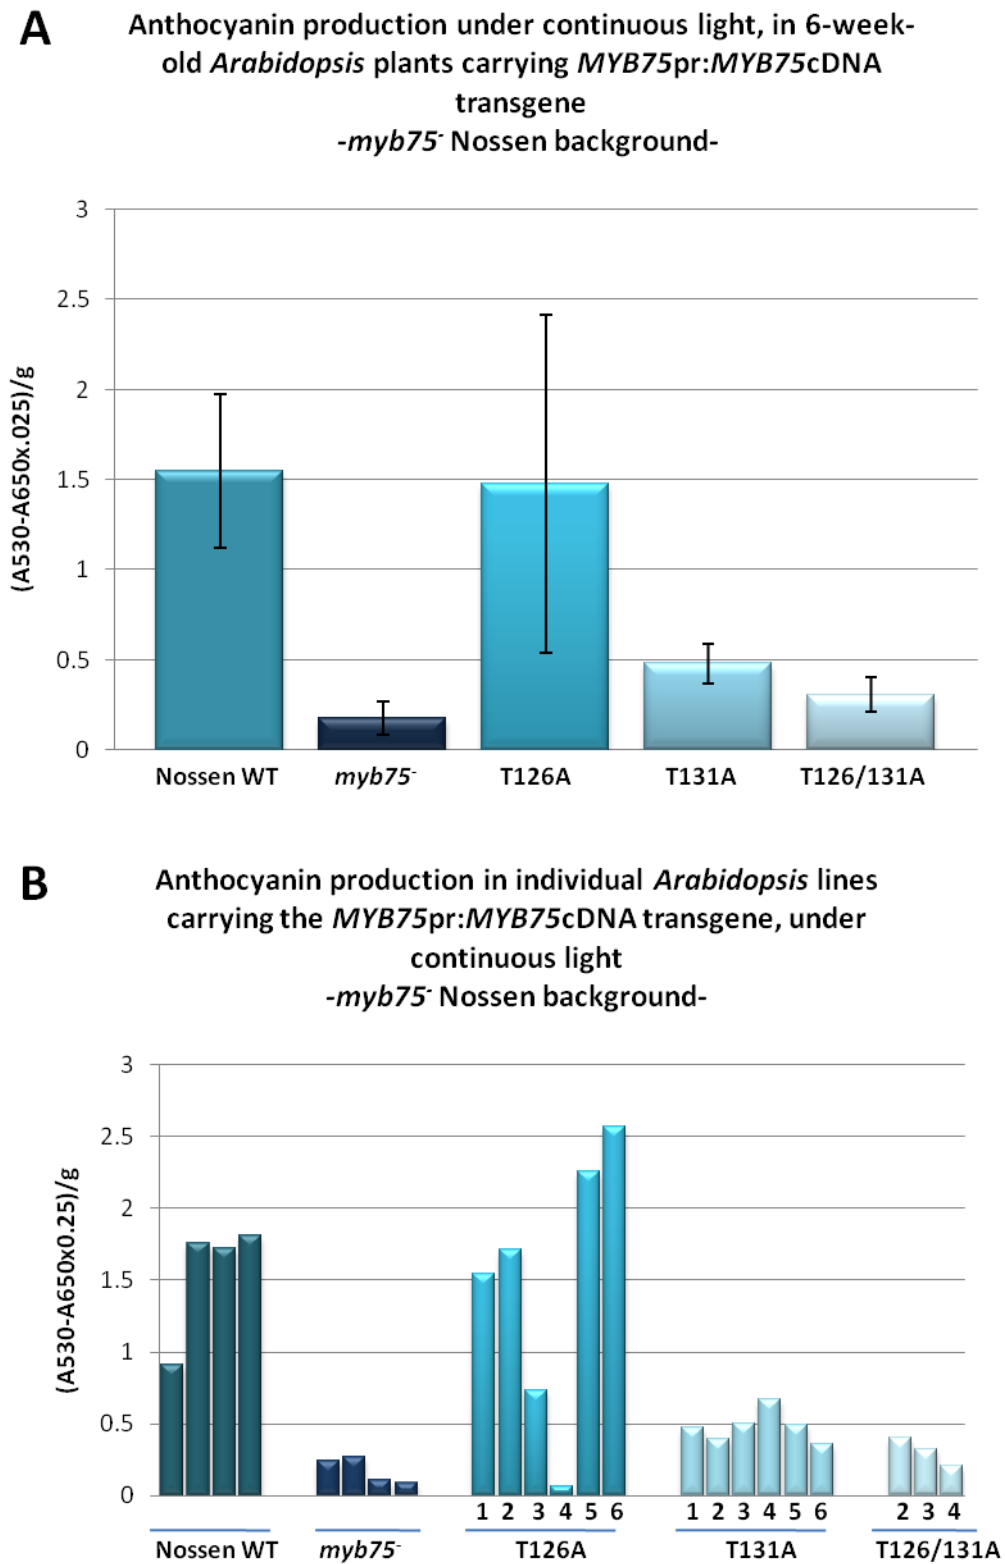 A
Anthocyanin production under continuous light, in 6-week-
old Arabidopsis plants carrying MYB75pr:MYB75cDNA
transgene
-myb75- Nossen background-
3
2.5
2
1.5
1
0.5
0
(A530-A650x.025)/g
Nossen WT myb75- T126A T131A T126/131A
B
Anthocyanin production in individual Arabidopsis lines
carrying the MYB75pr:MYB75cDNA transgene, under
continuous light
-myb75- Nossen background-
3
2.5
2
1.5
1
0.5
0
(A530-A650x0.25)/g
1 2 3 4 5 6 1 2 3 4 5 6 2 3 4
Nossen WT myb75- T126A T131A T126/131A